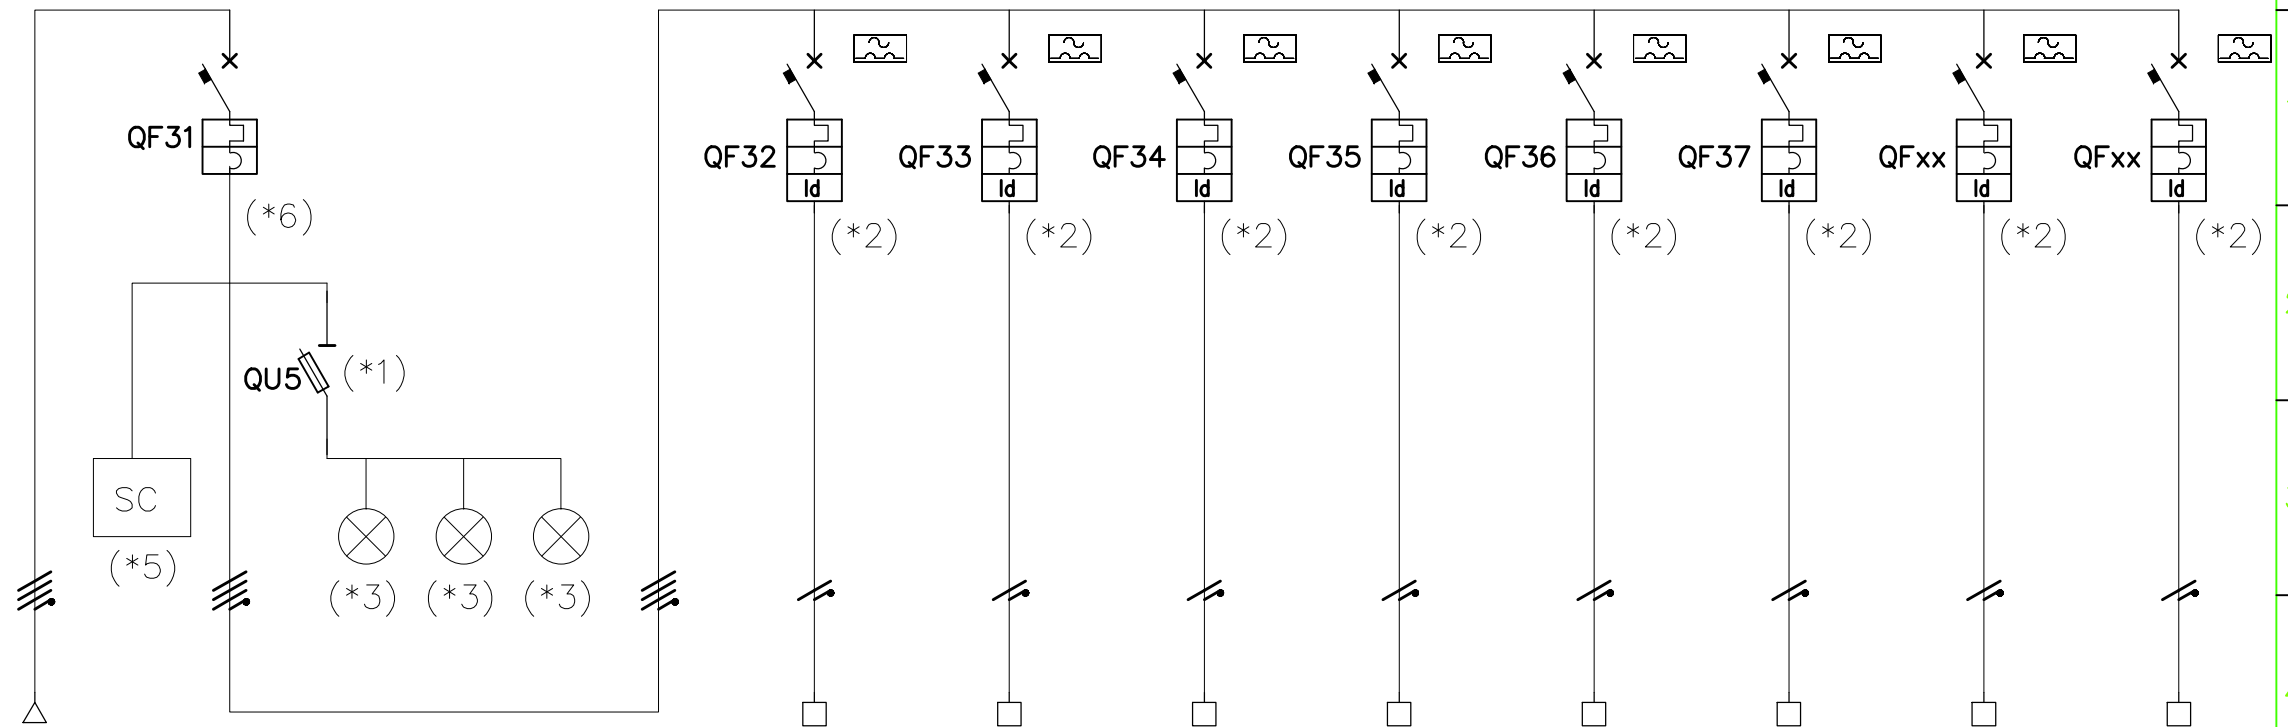 QF31
(*6)
QF32
Id
(*2)
QF33
Id
(*2)
QF34
Id
(*2)
QF35
Id
(*2)
QF36
Id
(*2)
QF37
Id
(*2)
QFxx
Id
(*2)
QFxx
Id
(*2)
QU5
(*1)
SC
(*5)
(*3)
(*3)
(*3)